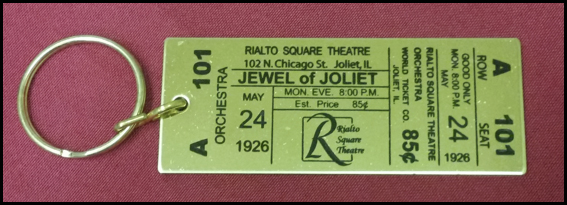 A
ORCHESTRA
101
RIALTO SQUARE THEATRE
102 N. Chicago St. Joliet, IL
JEWEL of JOLIET
MAY
24
1926
MON. EVE. 8:00 P.M.
Est. Price 85¢
R Rialto
Square
Theatre
85¢
WORLD TICKET CO.
JOLIET, IL
ORCHESTRA
RIALTO SQUARE THEATRE
GOOD ONLY
MON. 8:00 P.M.
MAY
24
1926
ROW
A
SEAT
101